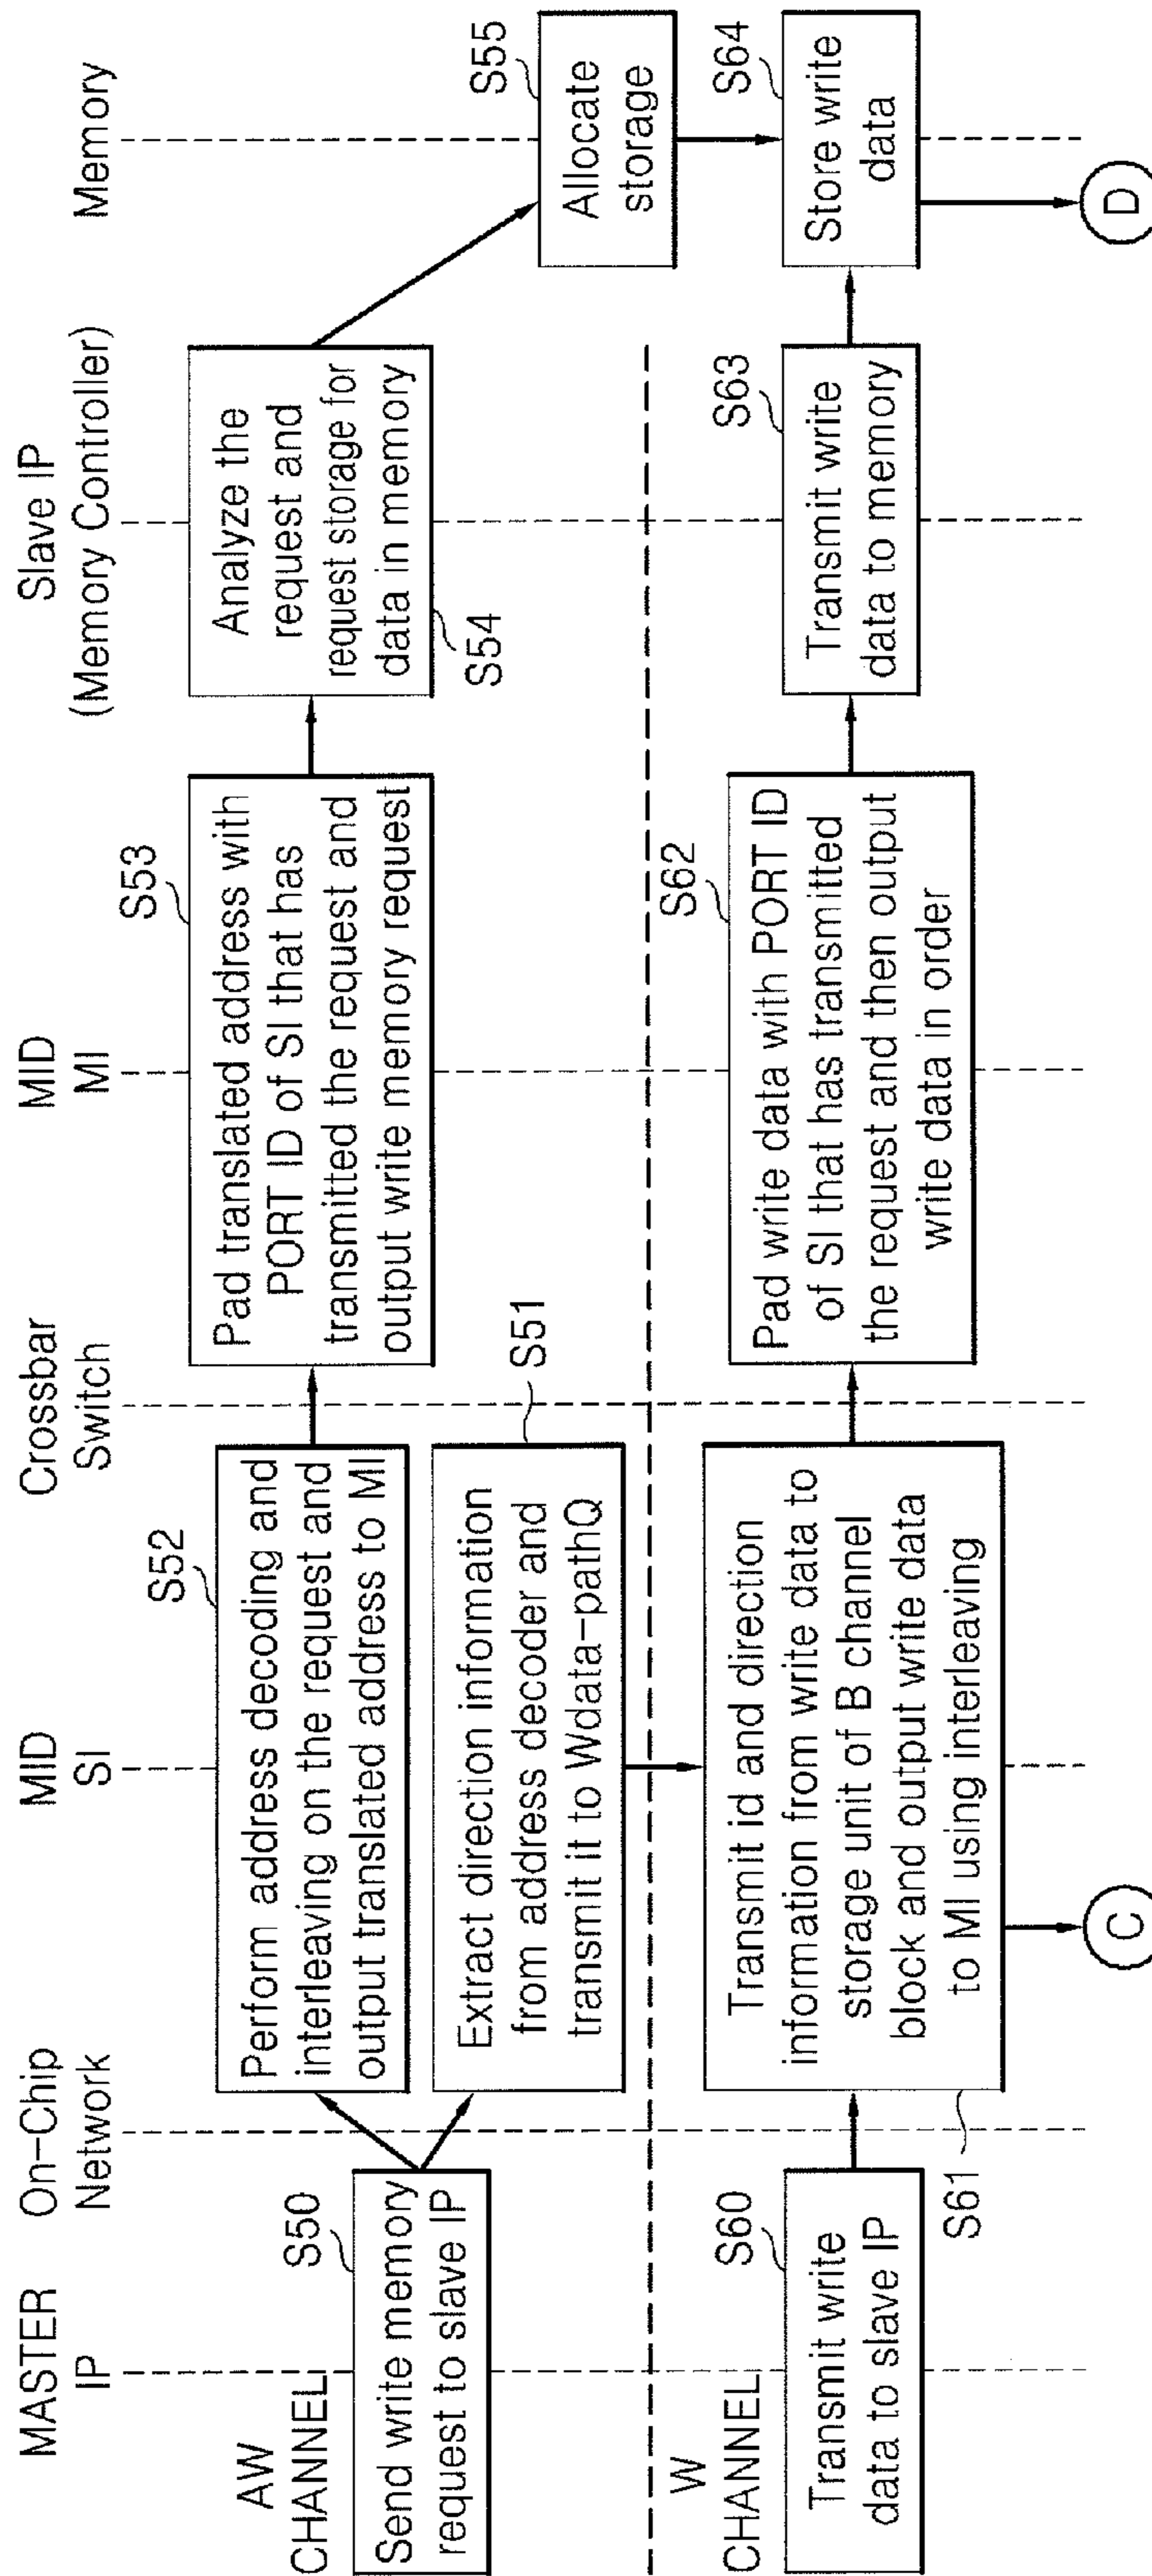 MASTER
IP
On-Chip
Network
MID
SI
Crossbar
Switch
MID
MI
Slave IP
(Memory Controller)
Memory
AW
CHANNEL
S50
Send write memory
request to slave IP
S52
Perform address decoding and
interleaving on the request and
output translated address to MI
S51
Extract direction information
from address decoder and
transmit it to Wdata-pathQ
S53
Pad translated address with
PORT ID of SI that has
transmitted the request and
output write memory request
Analyze the
request and
request storage for
data in memory
S54
S55
Allocate
storage
W
CHANNEL
S60
Transmit write
data to slave IP
Transmit id and direction
information from write data to
storage unit of B channel
block and output write data
to MI using interleaving
S61
S62
Pad write data with PORT ID
of SI that has transmitted
the request and then output
write data in order
S63
Transmit write
data to memory
S64
Store write
data
C
D